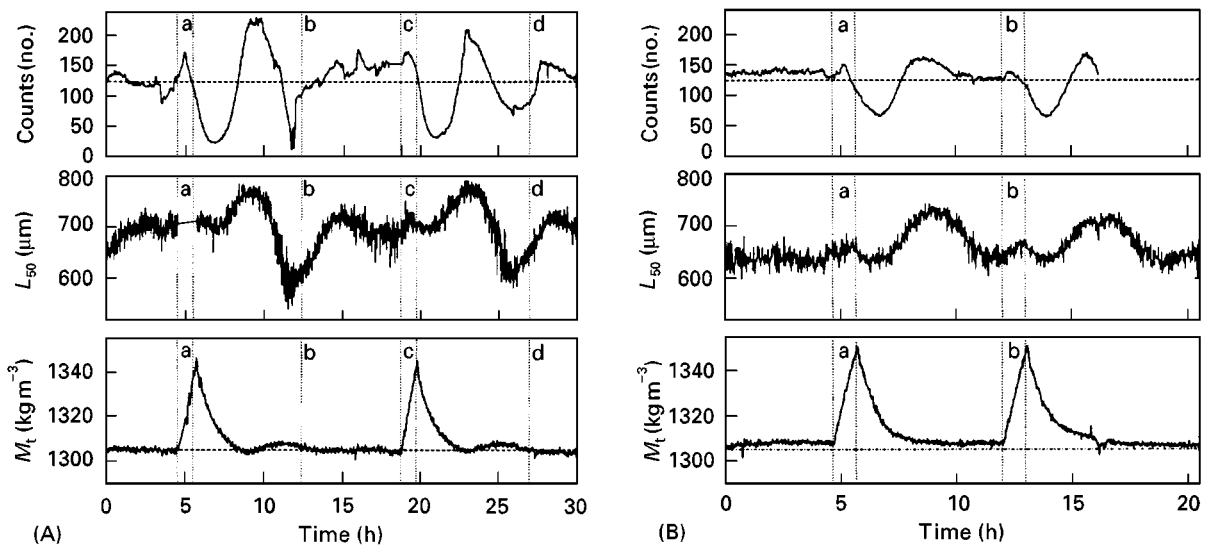 a b c d
200
150
100
50
0
Counts (no.)
800
700
600
L50 (μm)
a b c d
1340
1320
1300
Mt (kg m−3)
a b c d
0 5 10 15 20 25 30
(A) Time (h)
a b
200
150
100
50
0
Counts (no.)
800
700
600
L50 (μm)
a b
1340
1320
1300
Mt (kg m−3)
a b
0 5 10 15 20
(B) Time (h)